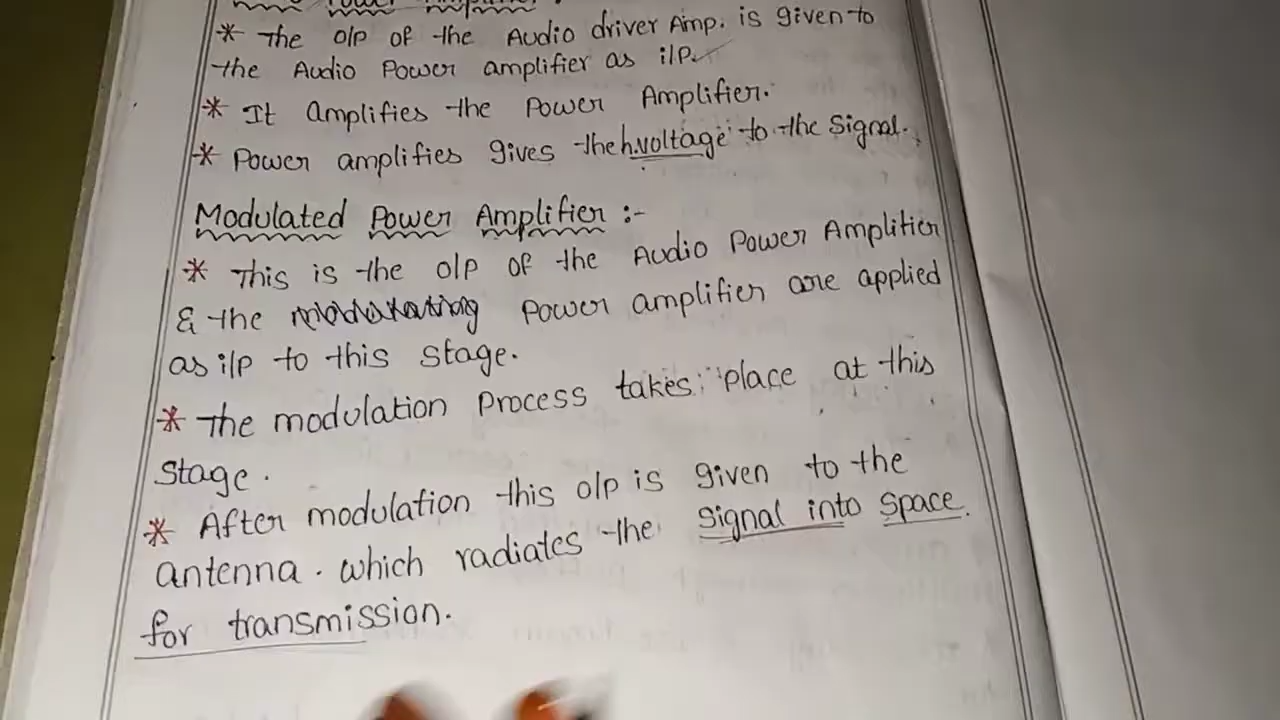 Power Amplifier:
* The o/p of the Audio driver Amp. is given to
the Audio Power amplifier as i/p.
* It amplifies the Power Amplifier.
* Power amplifies gives the h.voltage to the Signal.
Modulated Power Amplifier :-
* This is the o/p of the Audio Power Amplifier
& the modulating Power amplifier are applied
as i/p to this stage.
* The modulation Process takes place at this
stage.
* After modulation this o/p is given to the
antenna. which radiates the signal into space
for transmission.